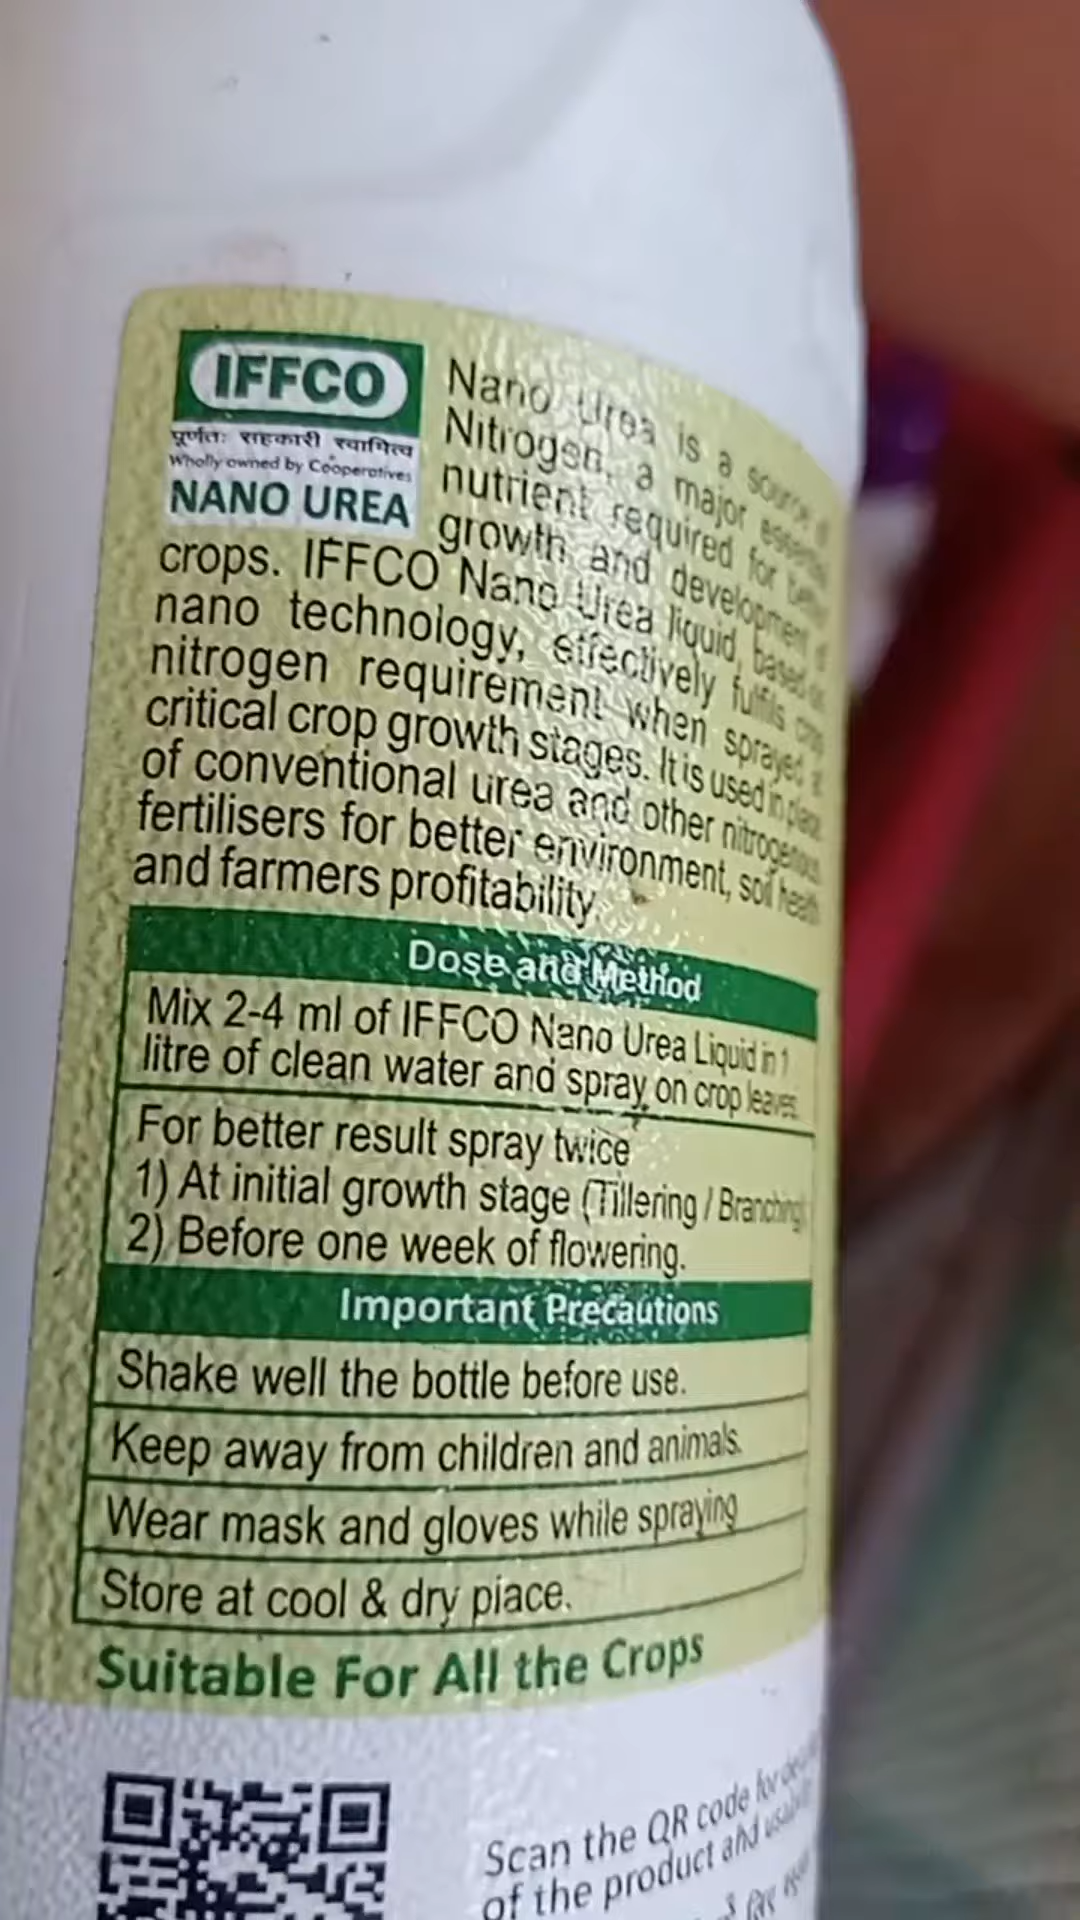 IFFCO
पूर्णतः सहकारी स्वामित्व
Wholly owned by Cooperatives
NANO UREA
Nano Urea is a source of
Nitrogen, a major essential
nutrient required for better
growth and development of
crops. IFFCO Nano Urea liquid, based on
nano technology, effectively fulfils crop
nitrogen requirement when sprayed at
critical crop growth stages. It is used in place
of conventional urea and other nitrogenous
fertilisers for better environment, soil health
and farmers profitability.
Dose and Method
Mix 2-4 ml of IFFCO Nano Urea Liquid in 1
litre of clean water and spray on crop leaves.
For better result spray twice
1) At initial growth stage (Tillering / Branching)
2) Before one week of flowering.
Important Precautions
Shake well the bottle before use.
Keep away from children and animals.
Wear mask and gloves while spraying
Store at cool & dry place.
Suitable For All the Crops
Scan the QR code for
of the product and